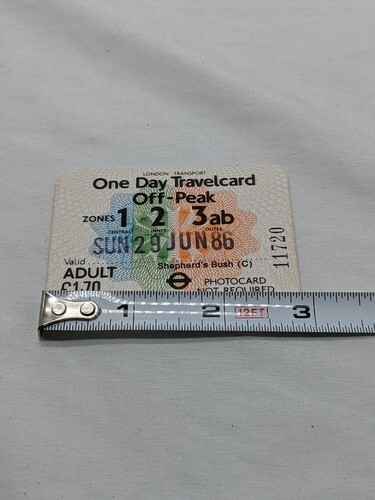 LONDON TRANSPORT
One Day Travelcard
Off-Peak
ZONES 1 2 3ab
CENTRAL INNER OUTER
SUN 29 JUN 86
Valid Shepherd's Bush (C)
ADULT
£1.70
PHOTOCARD
NOT REQUIRED
11720
1 2 12FT 3